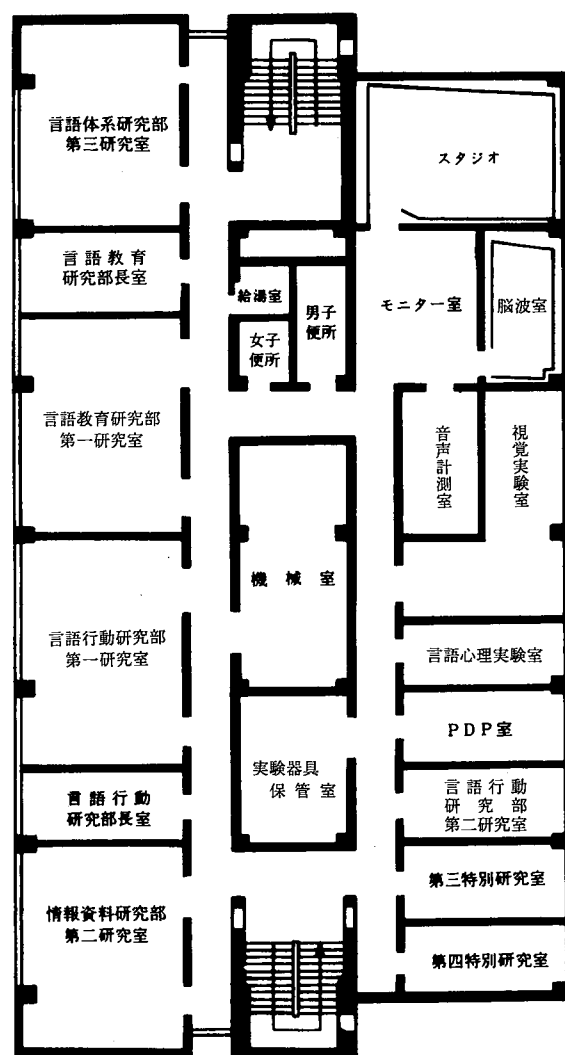 言語体系研究部
第三研究室
言語教育
研究部長室
言語教育研究部
第一研究室
言語行動研究部
第一研究室
言語行動
研究部長室
情報資料研究部
第二研究室
給湯室
女子
便所
男子
便所
機械室
実験器具
保管室
スタジオ
モニター室
脳波室
音声計測室
視覚実験室
言語心理実験室
PDP室
言語行動
研究部
第二研究室
第三特別研究室
第四特別研究室